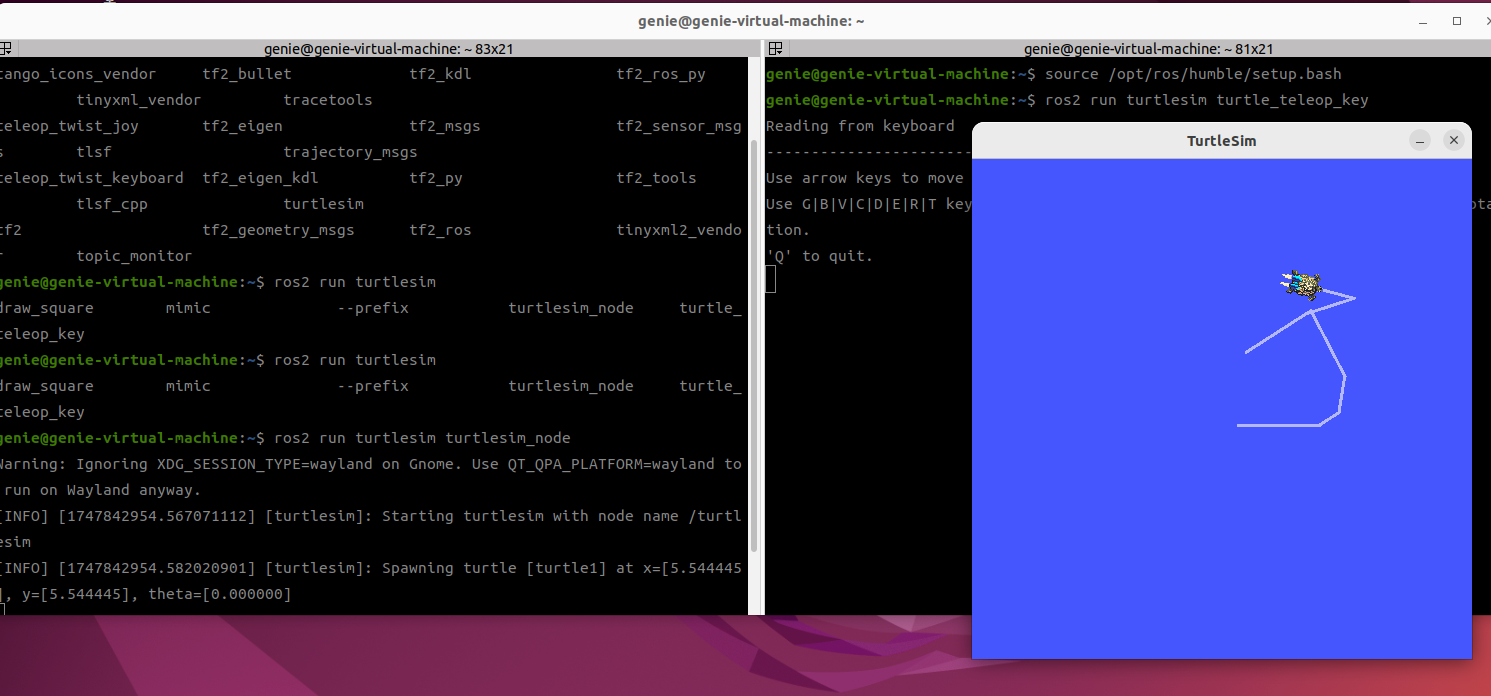 genie@genie-virtual-machine: ~
genie@genie-virtual-machine: ~ 83x21
tango_icons_vendor tf2_bullet tf2_kdl tf2_ros_py
tinyxml_vendor tracetools
teleop_twist_joy tf2_eigen tf2_msgs tf2_sensor_msg
s tlsf trajectory_msgs
teleop_twist_keyboard tf2_eigen_kdl tf2_py tf2_tools
tlsf_cpp turtlesim
tf2 tf2_geometry_msgs tf2_ros tinyxml2_vendo
r topic_monitor
genie@genie-virtual-machine:~$ ros2 run turtlesim
draw_square mimic --prefix turtlesim_node turtle_
teleop_key
genie@genie-virtual-machine:~$ ros2 run turtlesim
draw_square mimic --prefix turtlesim_node turtle_
teleop_key
genie@genie-virtual-machine:~$ ros2 run turtlesim turtlesim_node
Warning: Ignoring XDG_SESSION_TYPE=wayland on Gnome. Use QT_QPA_PLATFORM=wayland to
run on Wayland anyway.
[INFO] [1747842954.567071112] [turtlesim]: Starting turtlesim with node name /turtl
esim
[INFO] [1747842954.582020901] [turtlesim]: Spawning turtle [turtle1] at x=[5.544445
], y=[5.544445], theta=[0.000000]
genie@genie-virtual-machine: ~ 81x21
genie@genie-virtual-machine:~$ source /opt/ros/humble/setup.bash
genie@genie-virtual-machine:~$ ros2 run turtlesim turtle_teleop_key
Reading from keyboard
-----------------------
Use arrow keys to move
Use G|B|V|C|D|E|R|T key
tion.
'Q' to quit.
TurtleSim